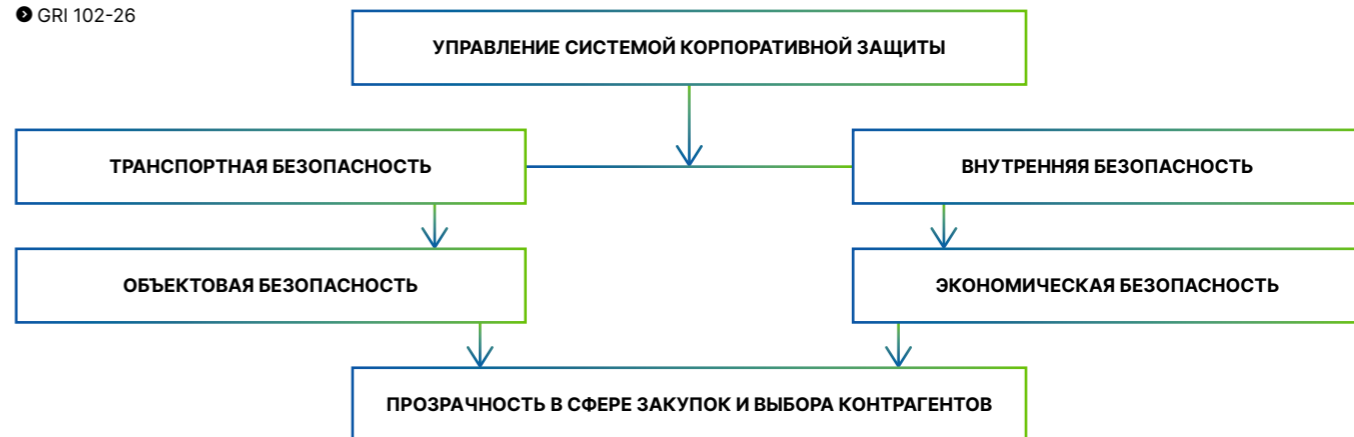 GRI 102-26
УПРАВЛЕНИЕ СИСТЕМОЙ КОРПОРАТИВНОЙ ЗАЩИТЫ
ТРАНСПОРТНАЯ БЕЗОПАСНОСТЬ
ВНУТРЕННЯЯ БЕЗОПАСНОСТЬ
ОБЪЕКТОВАЯ БЕЗОПАСНОСТЬ
ЭКОНОМИЧЕСКАЯ БЕЗОПАСНОСТЬ
ПРОЗРАЧНОСТЬ В СФЕРЕ ЗАКУПОК И ВЫБОРА КОНТРАГЕНТОВ